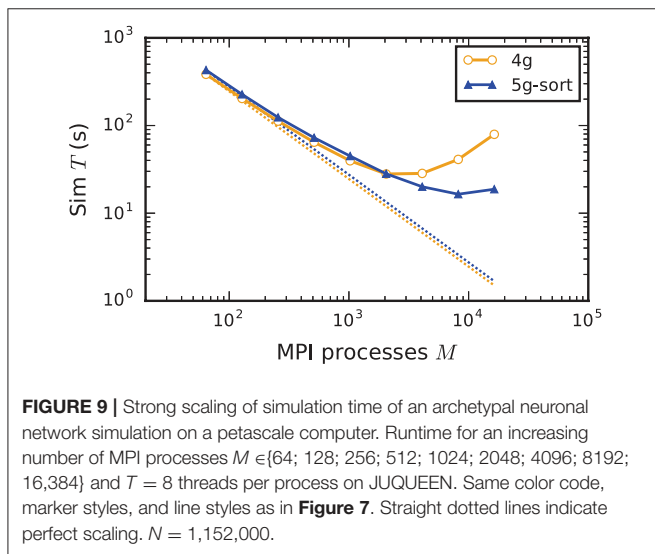 10³
10²
10¹
10⁰
Sim T (s)
4g
5g-sort
10² 10³ 10⁴ 10⁵
MPI processes M
FIGURE 9 | Strong scaling of simulation time of an archetypal neuronal
network simulation on a petascale computer. Runtime for an increasing
number of MPI processes M ∈{64; 128; 256; 512; 1024; 2048; 4096; 8192;
16,384} and T = 8 threads per process on JUQUEEN. Same color code,
marker styles, and line styles as in Figure 7. Straight dotted lines indicate
perfect scaling. N = 1,152,000.